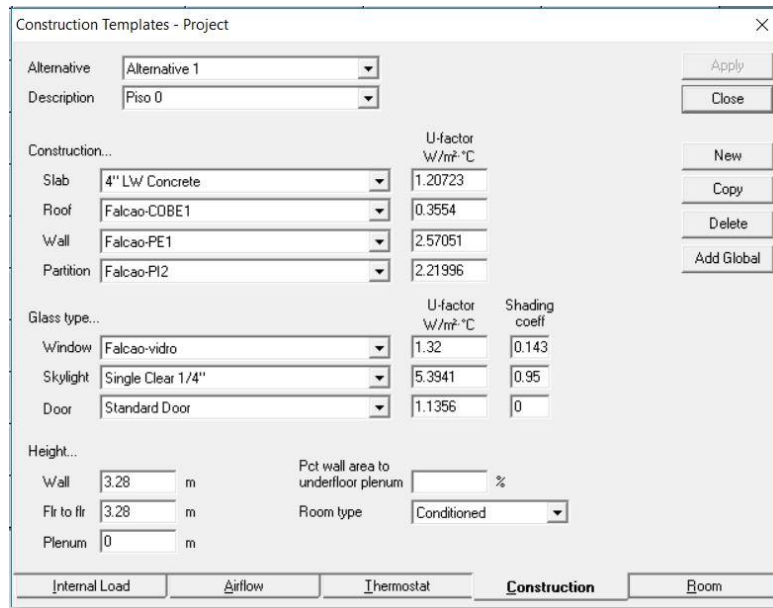 Construction Templates - Project
Alternative Alternative 1 Apply
Description Piso 0 Close
U-factor
Construction... W/m²·°C New
Slab 4" LW Concrete 1.20723
Copy
Roof Falcao-COBE1 0.3554
Delete
Wall Falcao-PE1 2.57051
Partition Falcao-PI2 2.21996 Add Global
U-factor Shading
Glass type... W/m²·°C coeff
Window Falcao-vidro 1.32 0.143
Skylight Single Clear 1/4" 5.3941 0.95
Door Standard Door 1.1356 0
Height...
Pct wall area to
Wall 3.28 m underfloor plenum %
Flr to flr 3.28 m Room type Conditioned
Plenum 0 m
Internal Load Airflow Thermostat Construction Room